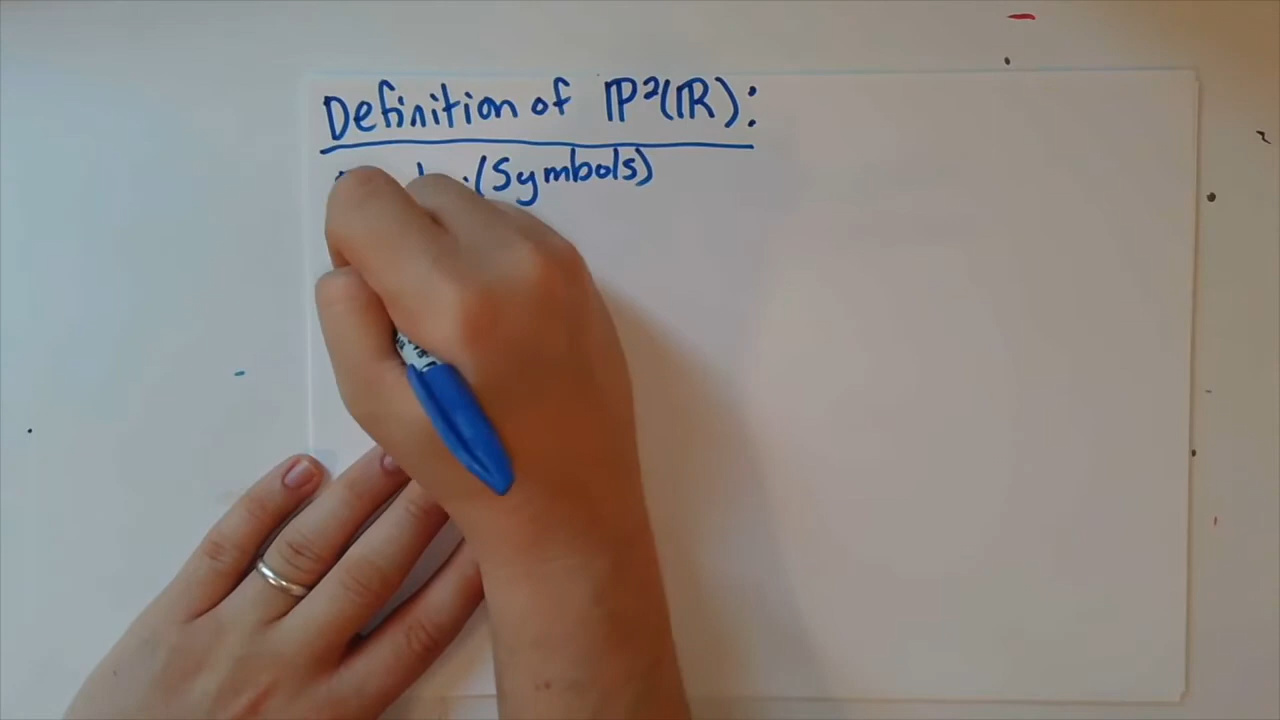 Definition of ℙ²(ℝ):
(Symbols)